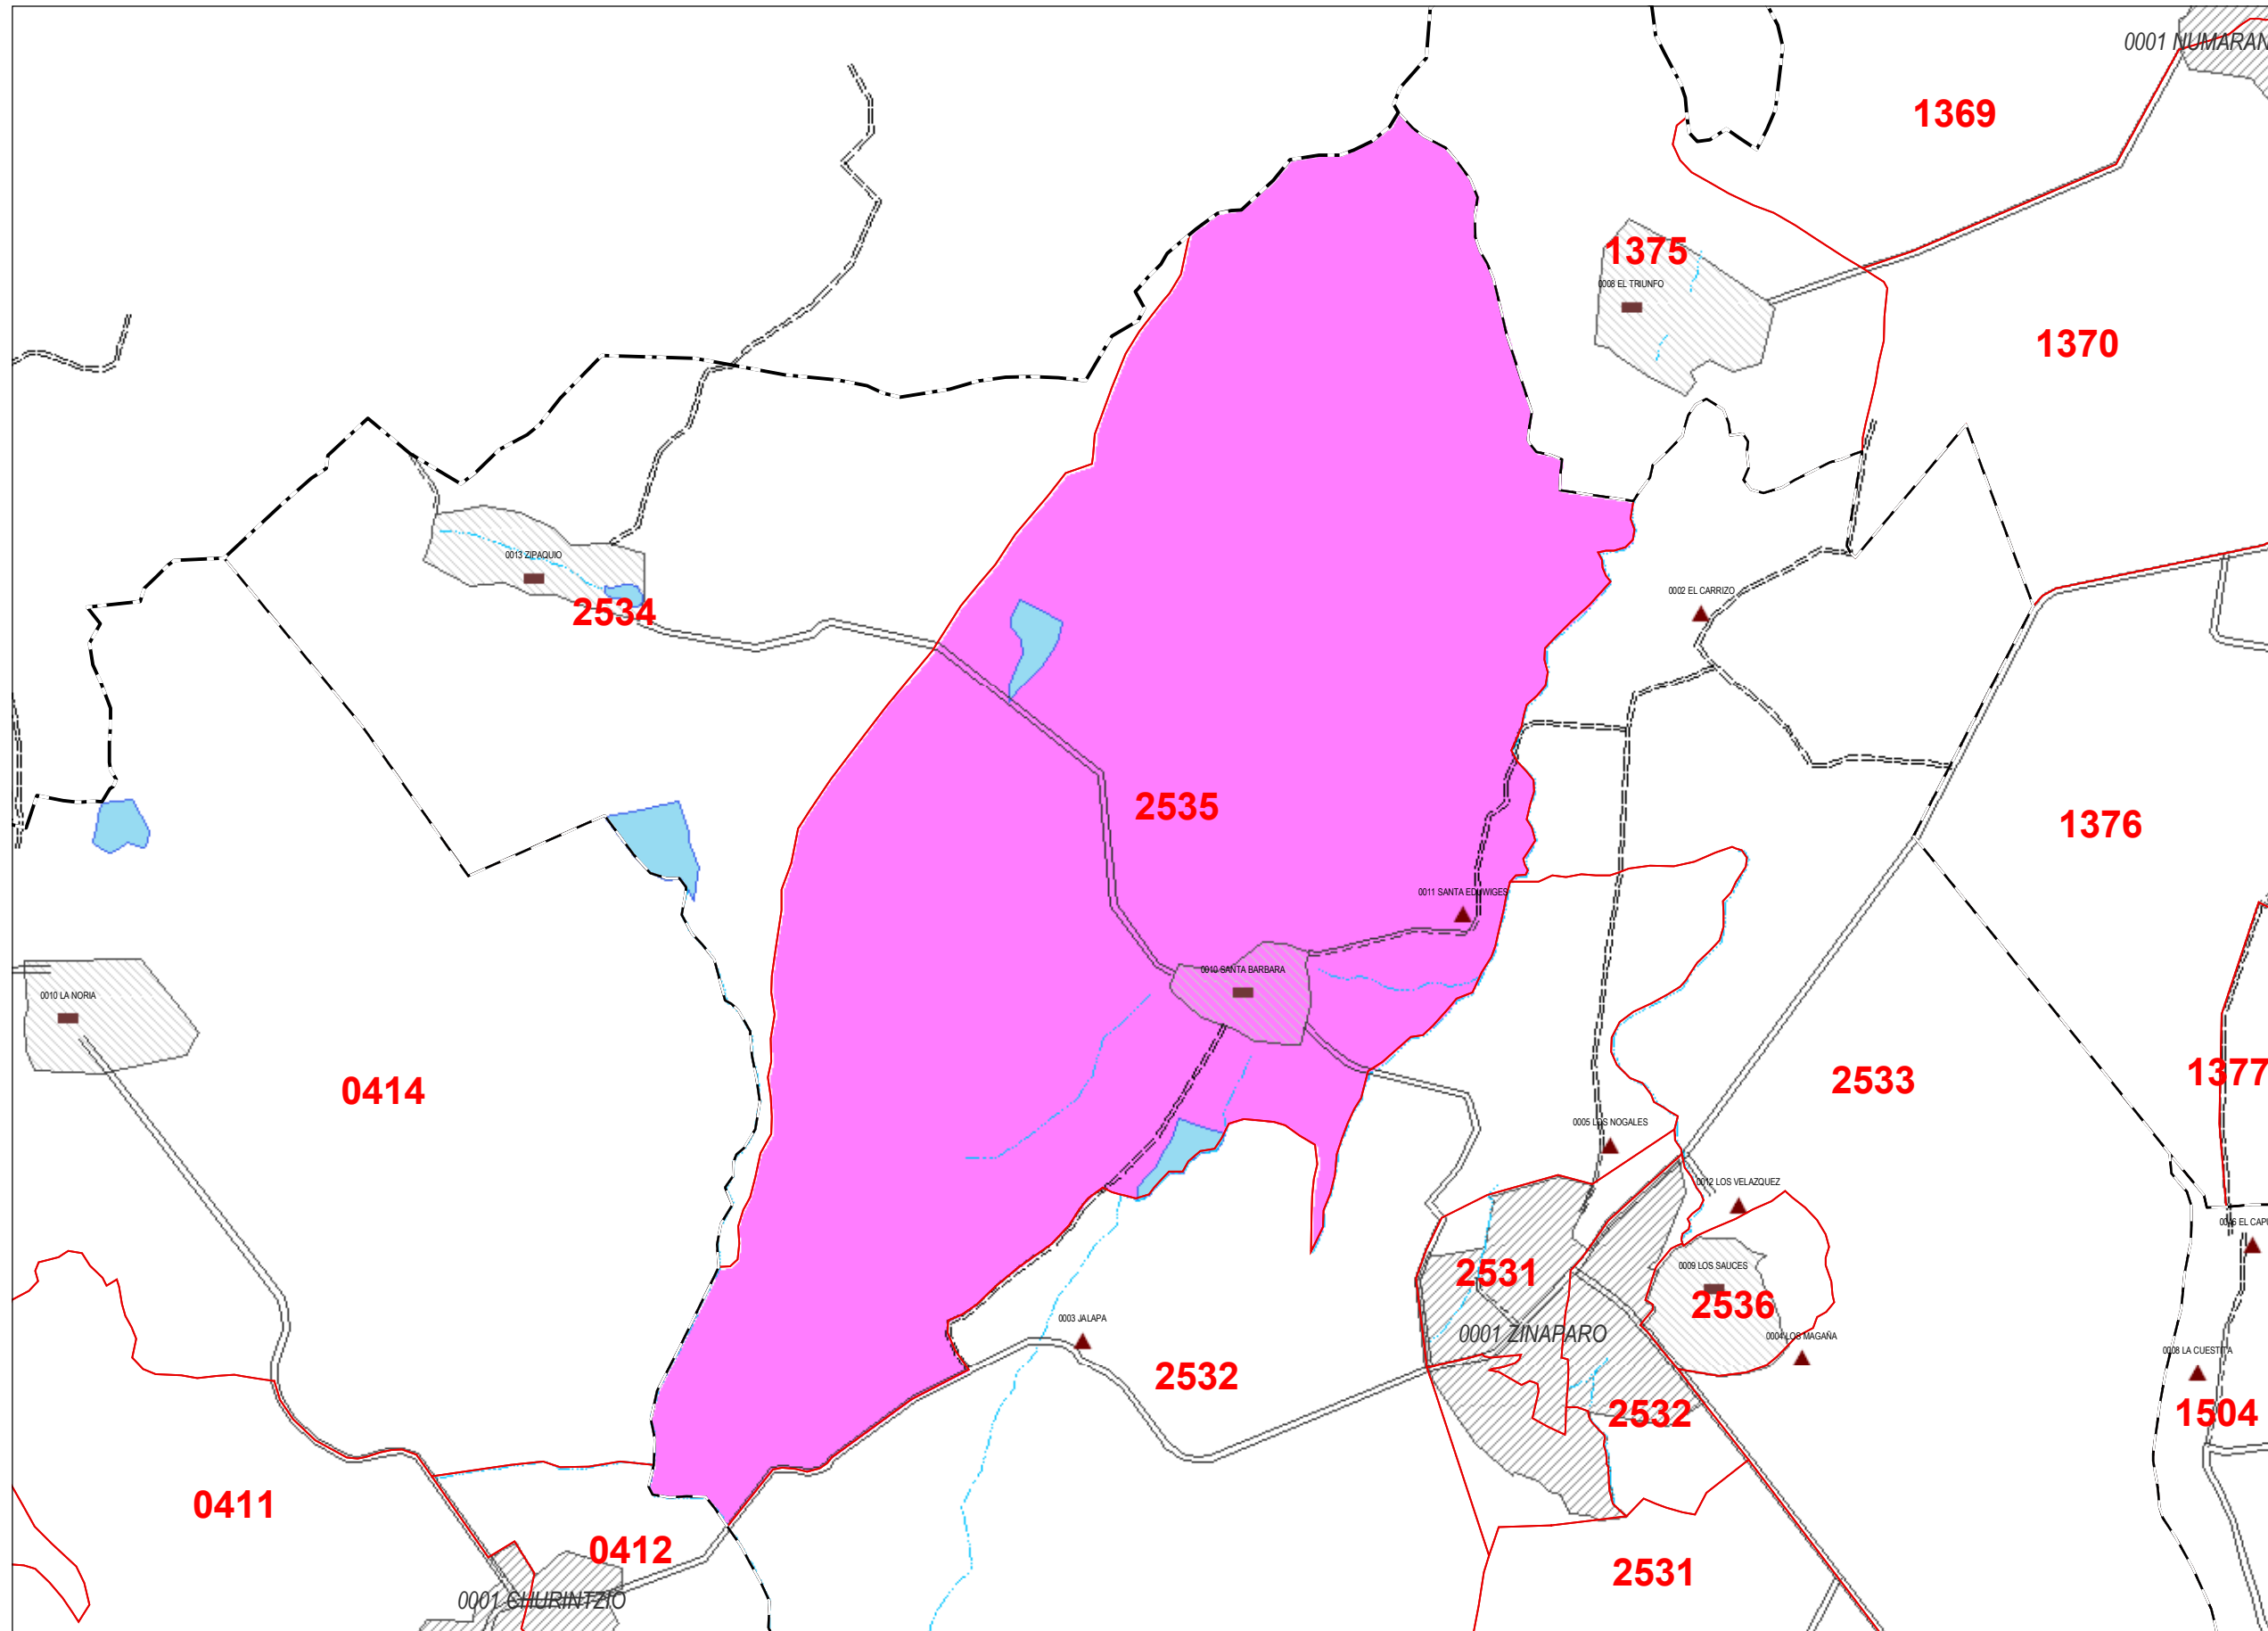 0001 NUMARAN
1369
1375
0008 EL TRIUNFO
1370
0013 ZIPAQUIO
2534
0002 EL CARRIZO
2535
1376
0011 SANTA EDUWIGES
0010 SANTA BARBARA
0010 LA NORIA
0414
2533
1377
0005 LOS NOGALES
0012 LOS VELAZQUEZ
2531
0009 LOS SAUCES
2536
0003 JALAPA
0001 ZINAPARO
0004 LOS MAGAÑA
0008 LA CUESTITA
2532
2532
1504
0411
0412
2531
0001 CHURINTZIO